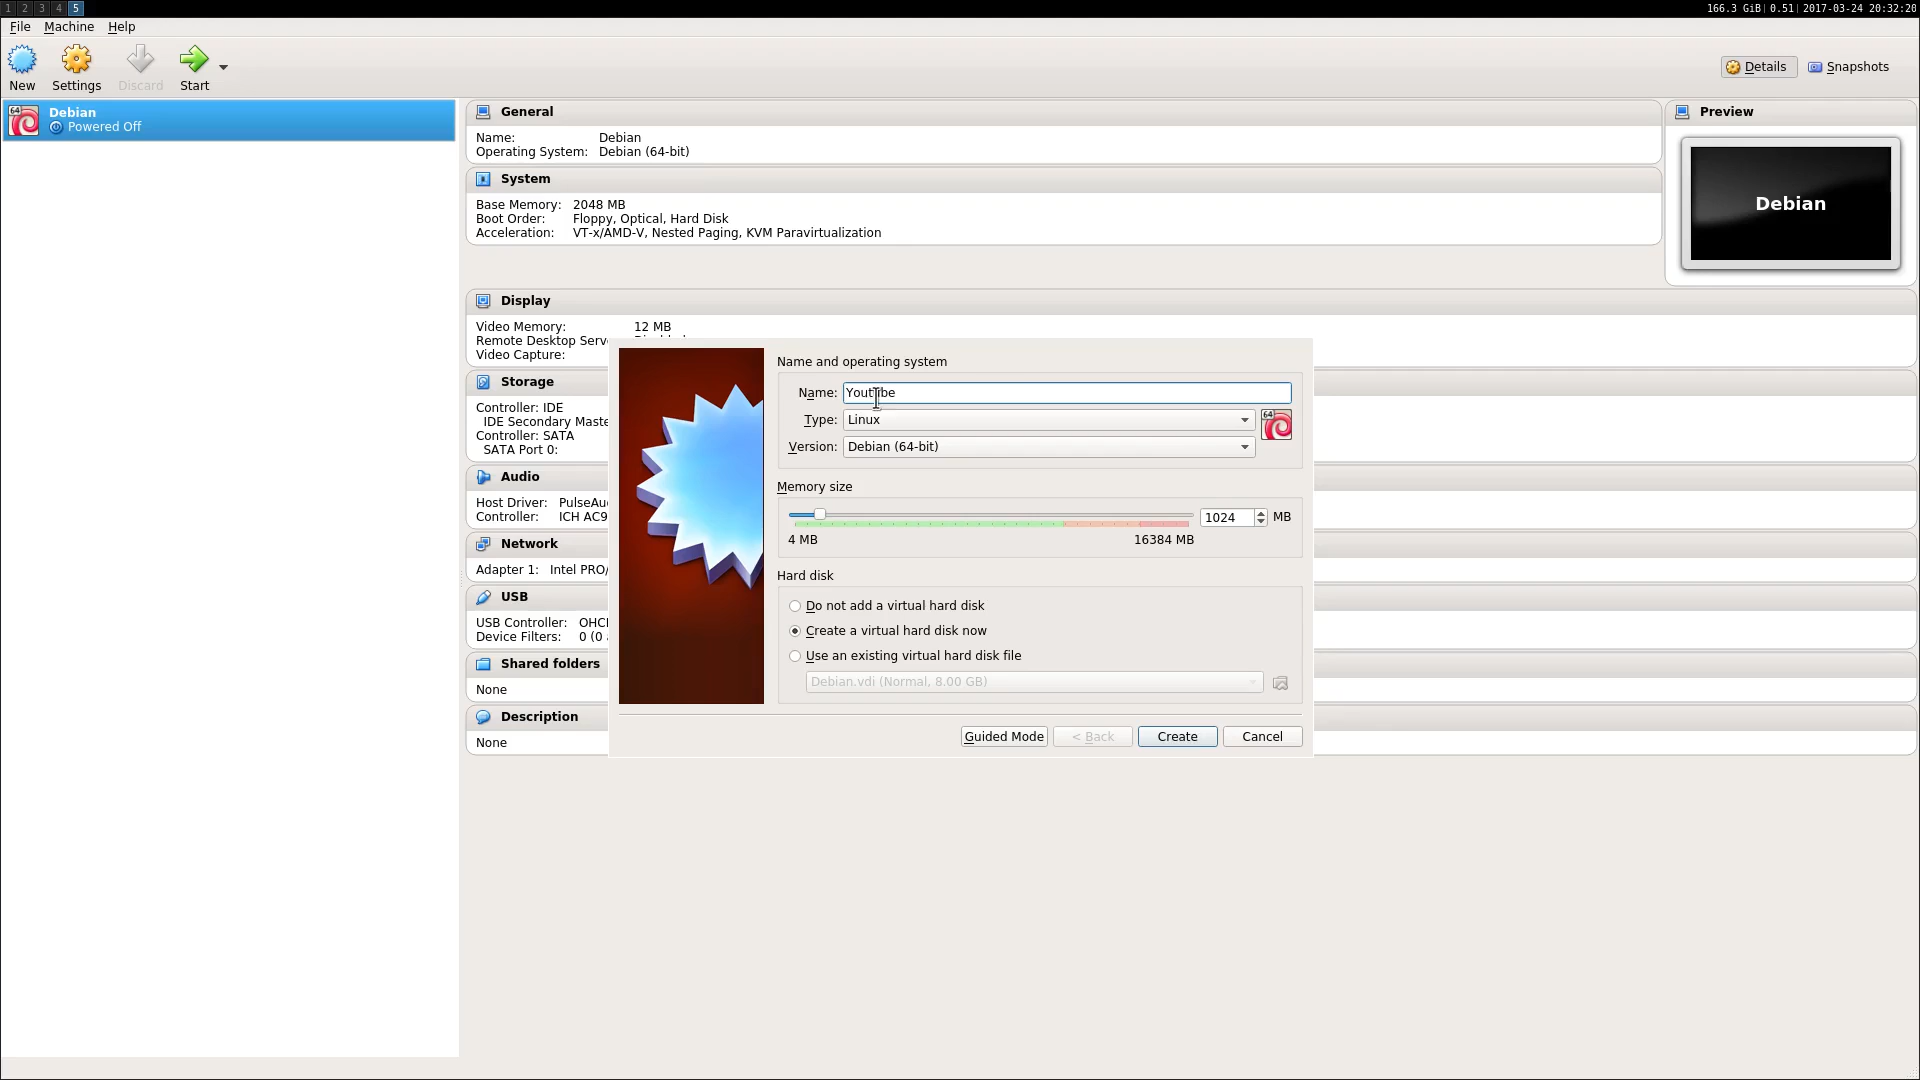 1 2 3 4 5
166.3 GiB| 0.51| 2017-03-24 20:32:20
File Machine Help
New Settings Discard Start
Details Snapshots
64
Debian
Powered Off
General
Name: Debian
Operating System: Debian (64-bit)
Preview
Debian
System
Base Memory: 2048 MB
Boot Order: Floppy, Optical, Hard Disk
Acceleration: VT-x/AMD-V, Nested Paging, KVM Paravirtualization
Display
Video Memory: 12 MB
Remote Desktop Serv
Video Capture:
Storage
Controller: IDE
IDE Secondary Maste
Controller: SATA
SATA Port 0:
Audio
Host Driver: PulseAu
Controller: ICH AC9
Network
Adapter 1: Intel PRO/
USB
USB Controller: OHCI
Device Filters: 0 (0
Shared folders
None
Description
None
Name and operating system
Name: Youtube
Type: Linux
64
Version: Debian (64-bit)
Memory size
1024 MB
4 MB 16384 MB
Hard disk
Do not add a virtual hard disk
Create a virtual hard disk now
Use an existing virtual hard disk file
Debian.vdi (Normal, 8.00 GB)
Guided Mode < Back Create Cancel